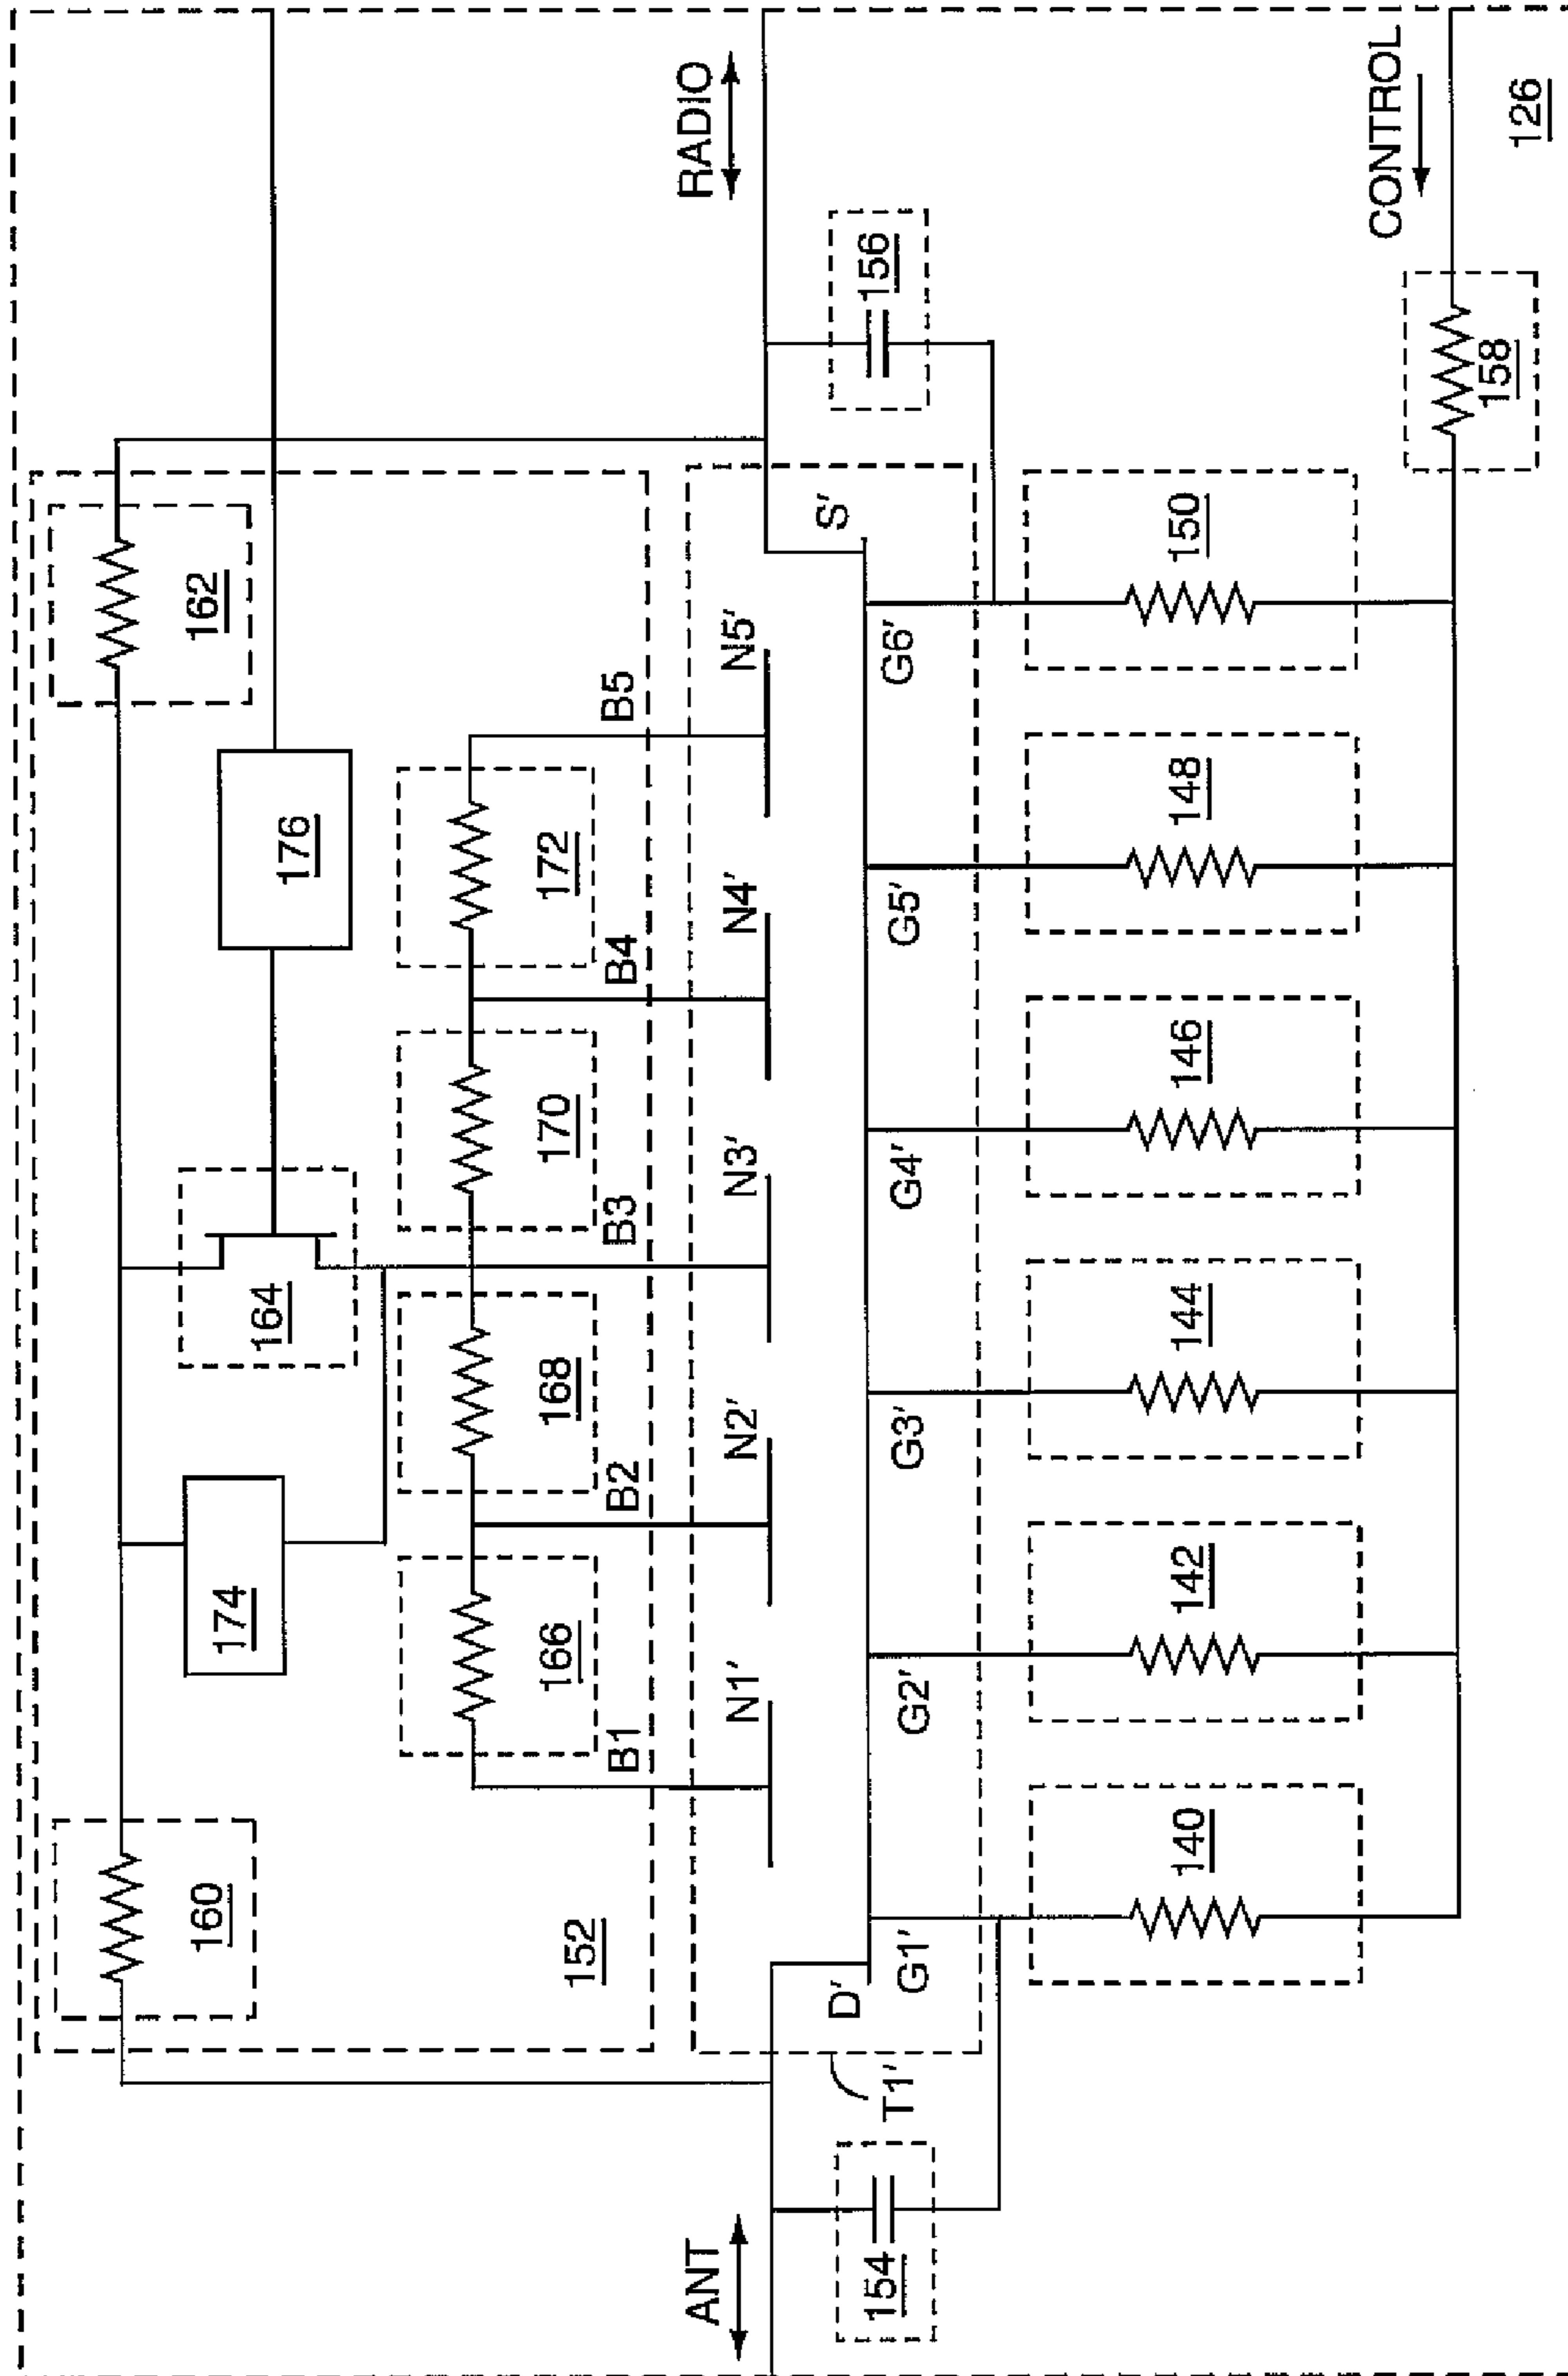 160
162
174
164
176
166
168
170
172
B1
B2
B3
B4
B5
152
N1'
N2'
N3'
N4'
N5'
ANT
RADIO
D'
S'
T1'
154
156
G1'
G2'
G3'
G4'
G5'
G6'
140
142
144
146
148
150
158
CONTROL
126